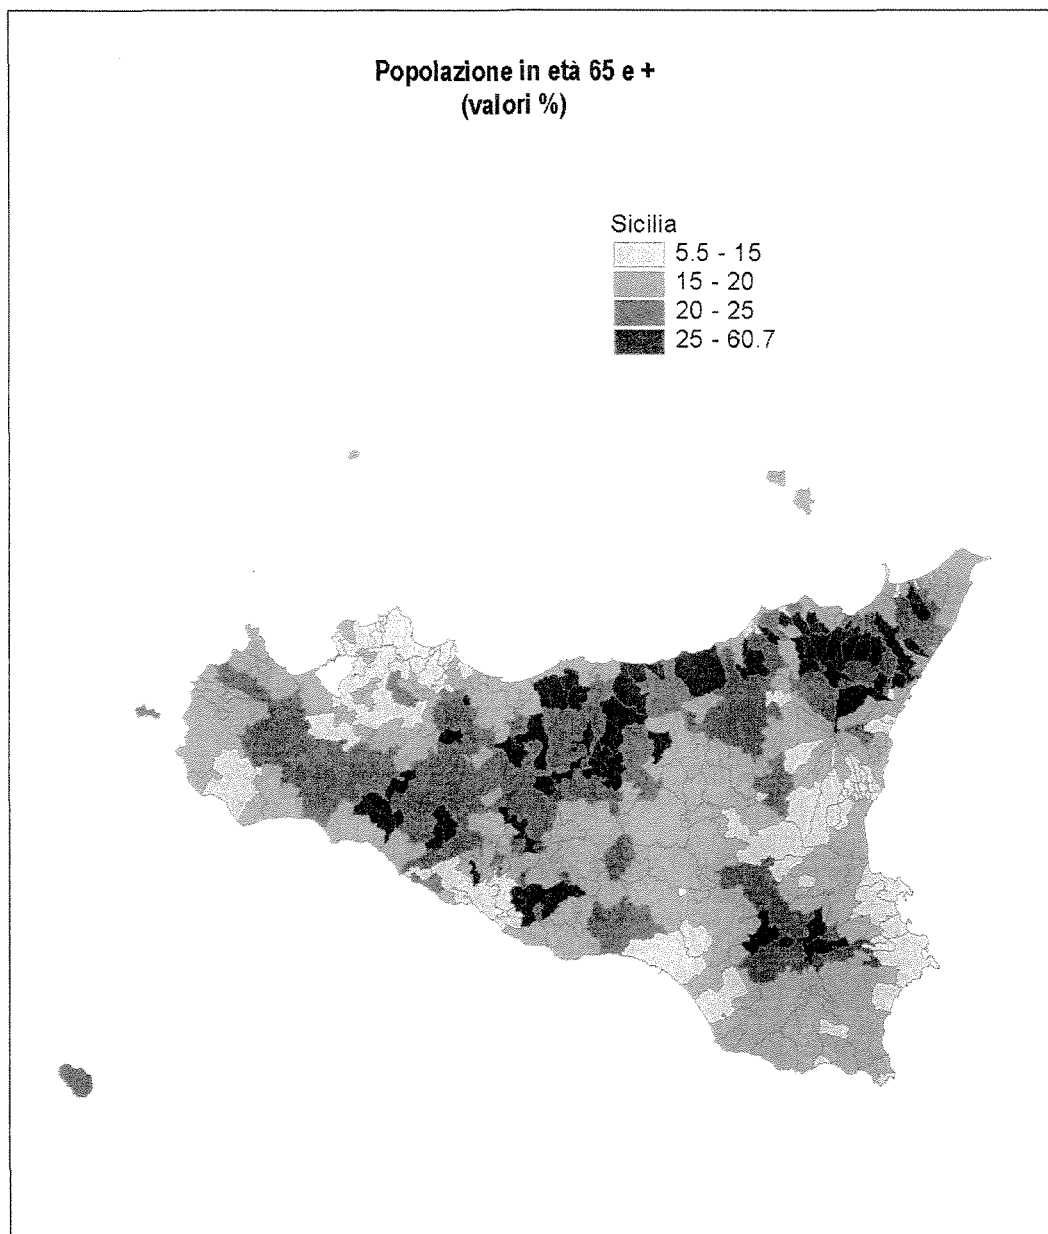 Popolazione in età 65 e +
(valori %)
Sicilia
5.5 - 15
15 - 20
20 - 25
25 - 60.7